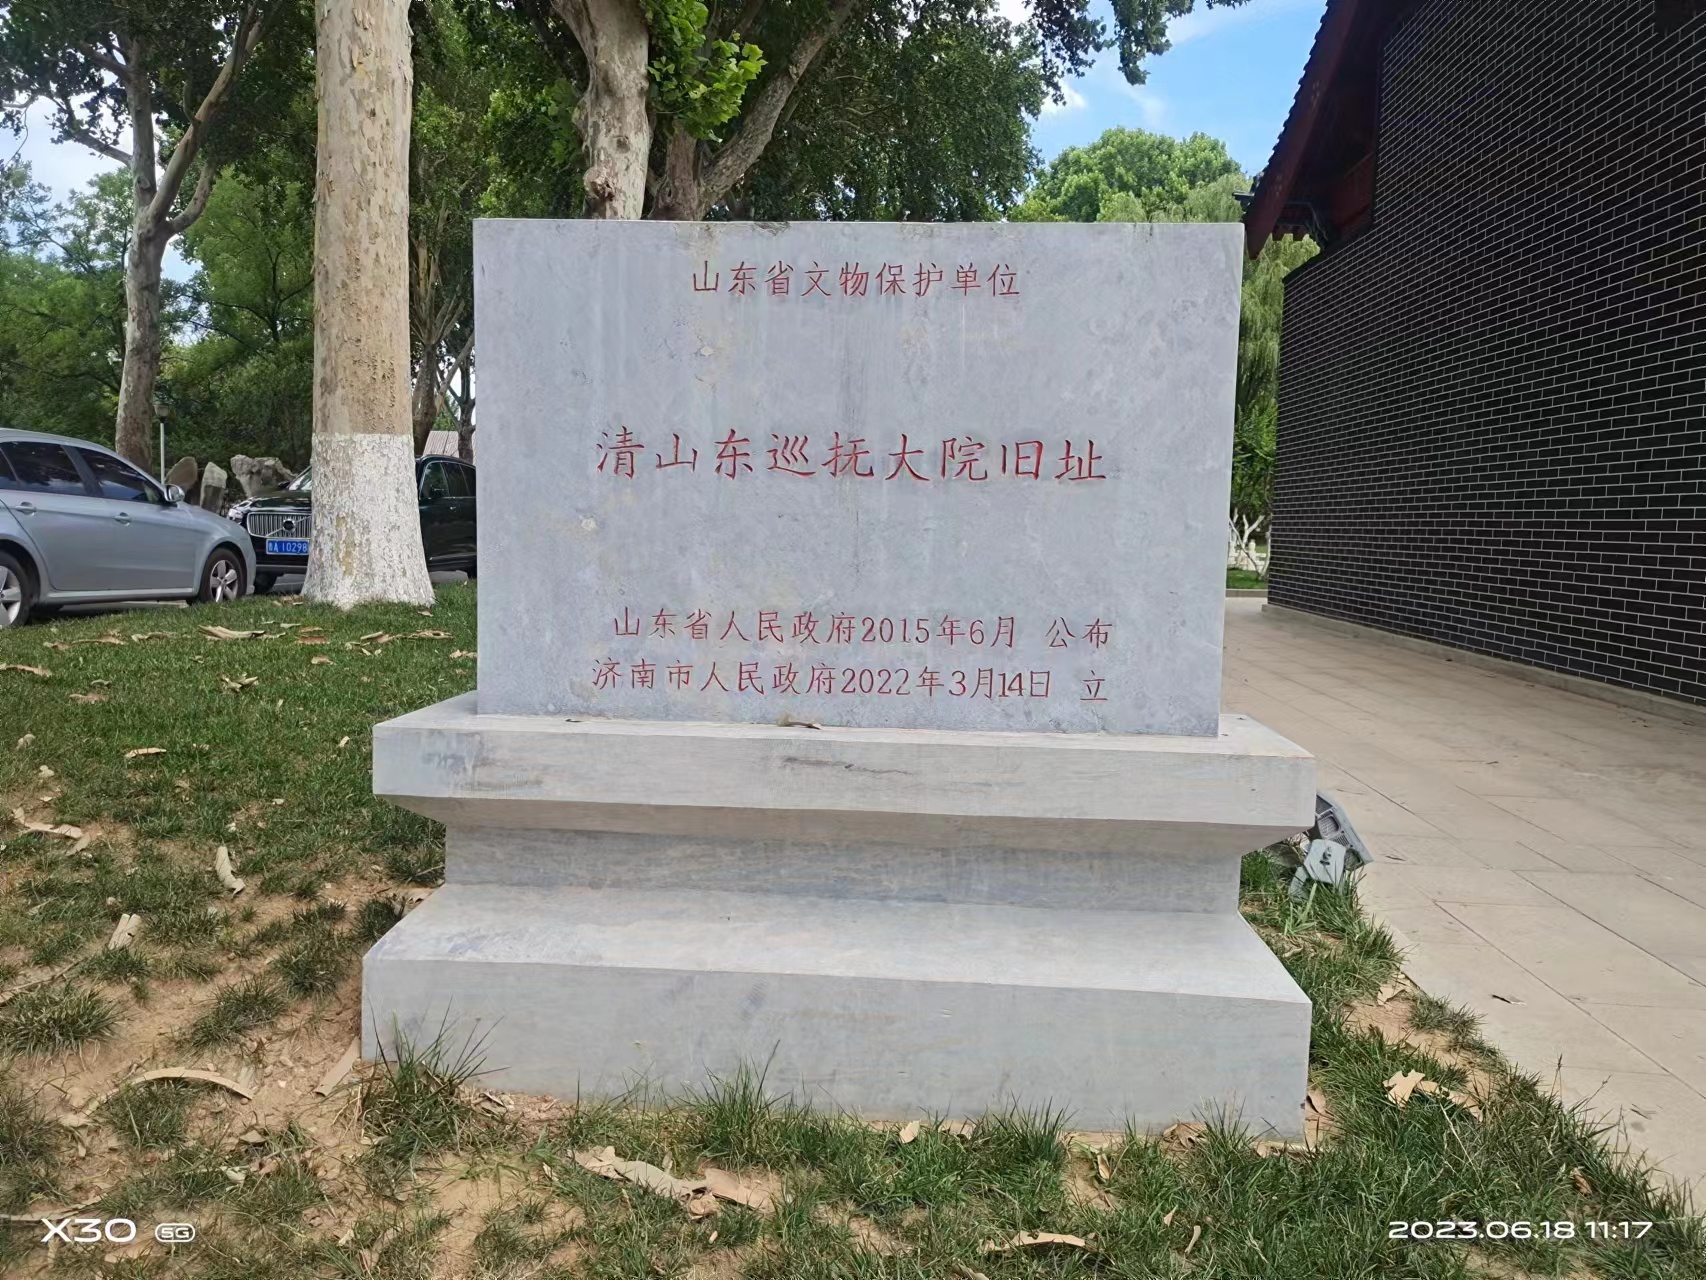 山东省文物保护单位
清山东巡抚大院旧址
山东省人民政府2015年6月 公布
济南市人民政府2022年3月14日 立
鲁A 10298
X30 5G
2023.06.18 11:17